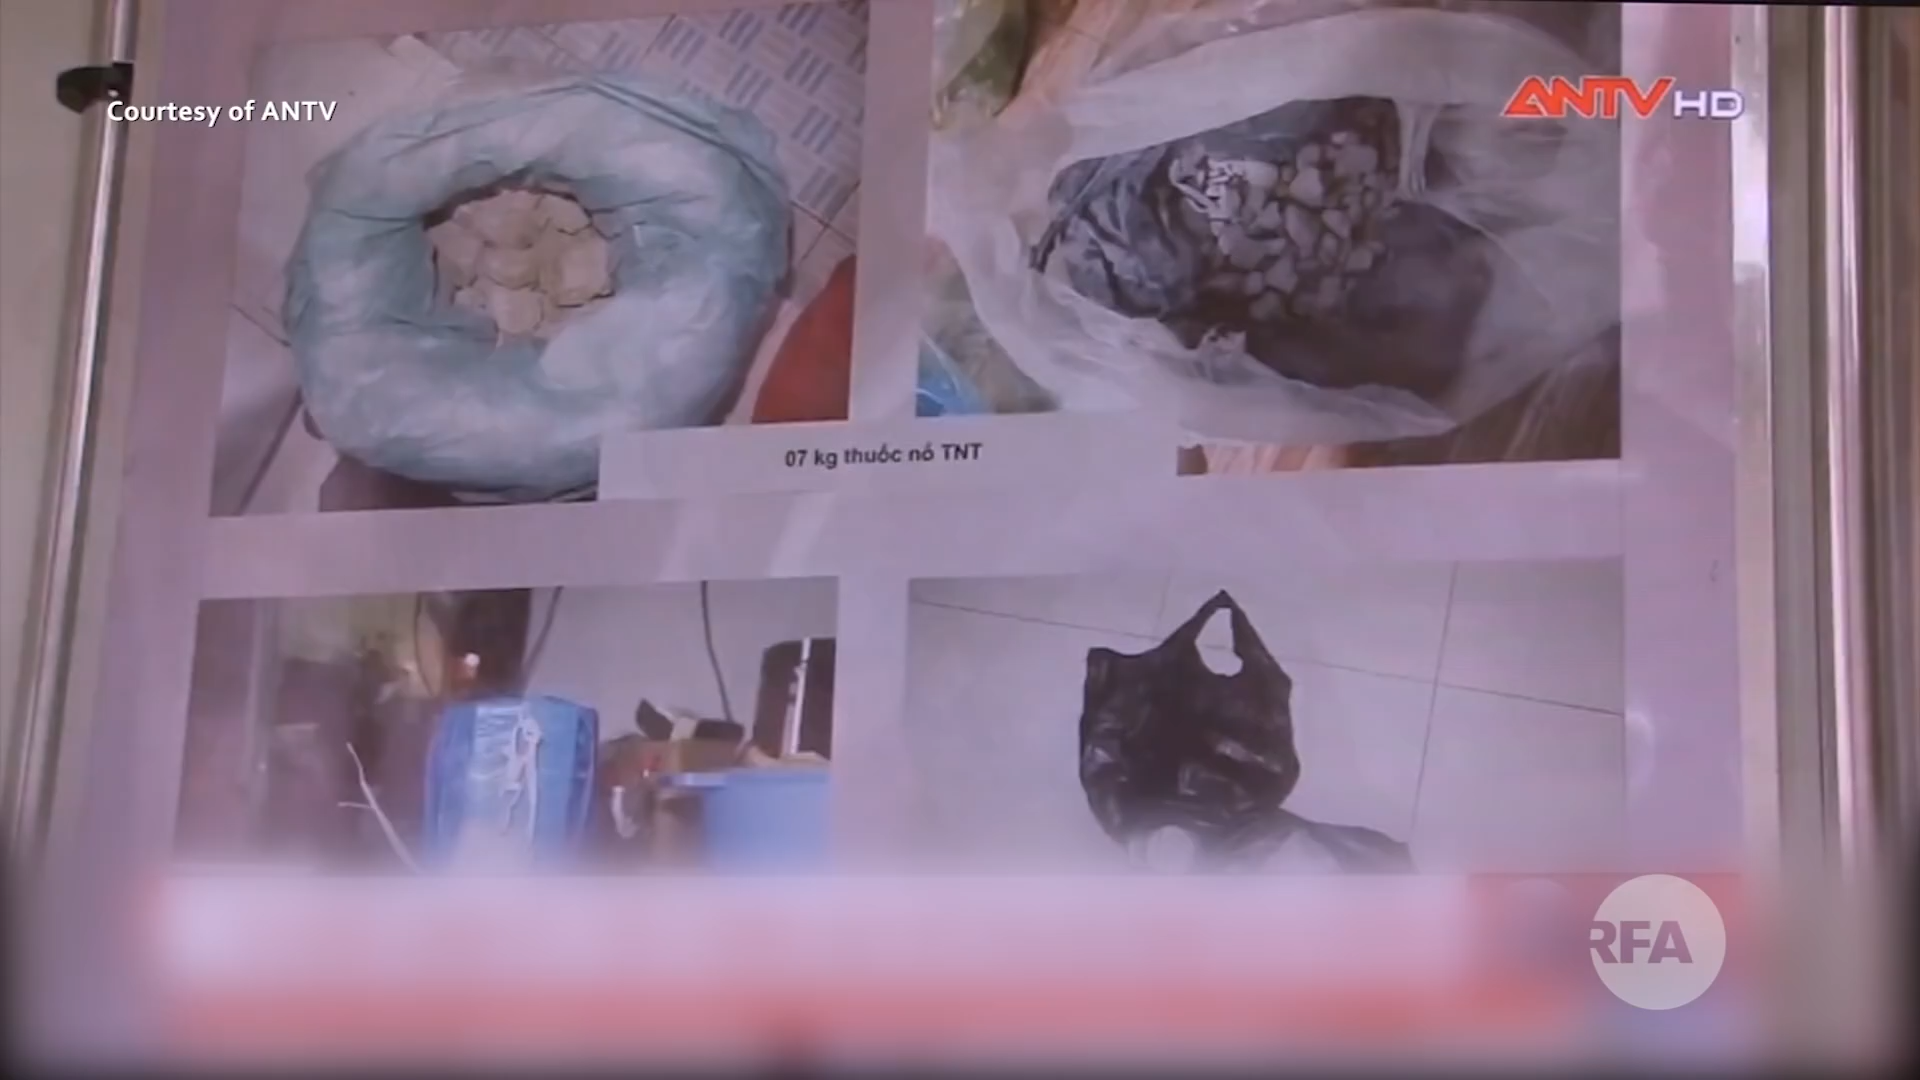 Courtesy of ANTV
ANTV HD
07 kg thuốc nổ TNT
RFA